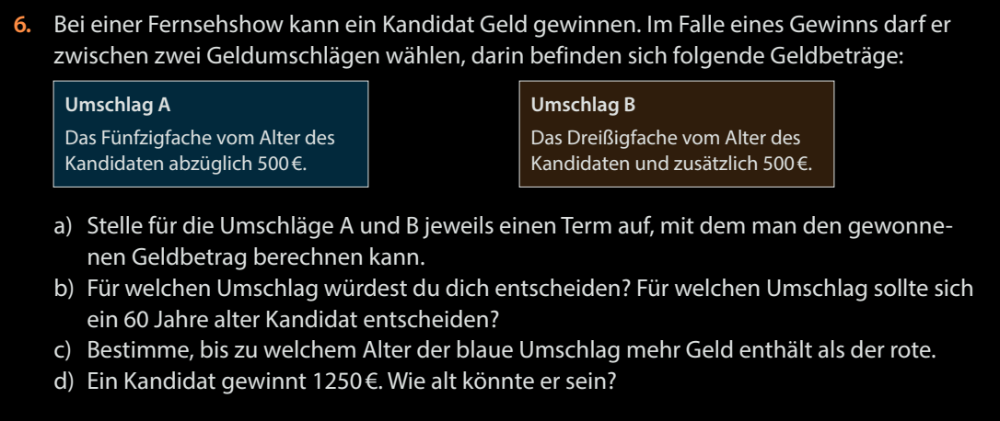 6. Bei einer Fernsehshow kann ein Kandidat Geld gewinnen. Im Falle eines Gewinns darf er
zwischen zwei Geldumschlägen wählen, darin befinden sich folgende Geldbeträge:
Umschlag A
Das Fünfzigfache vom Alter des
Kandidaten abzüglich 500 €.
Umschlag B
Das Dreißigfache vom Alter des
Kandidaten und zusätzlich 500 €.
a) Stelle für die Umschläge A und B jeweils einen Term auf, mit dem man den gewonne-
nen Geldbetrag berechnen kann.
b) Für welchen Umschlag würdest du dich entscheiden? Für welchen Umschlag sollte sich
ein 60 Jahre alter Kandidat entscheiden?
c) Bestimme, bis zu welchem Alter der blaue Umschlag mehr Geld enthält als der rote.
d) Ein Kandidat gewinnt 1250 €. Wie alt könnte er sein?